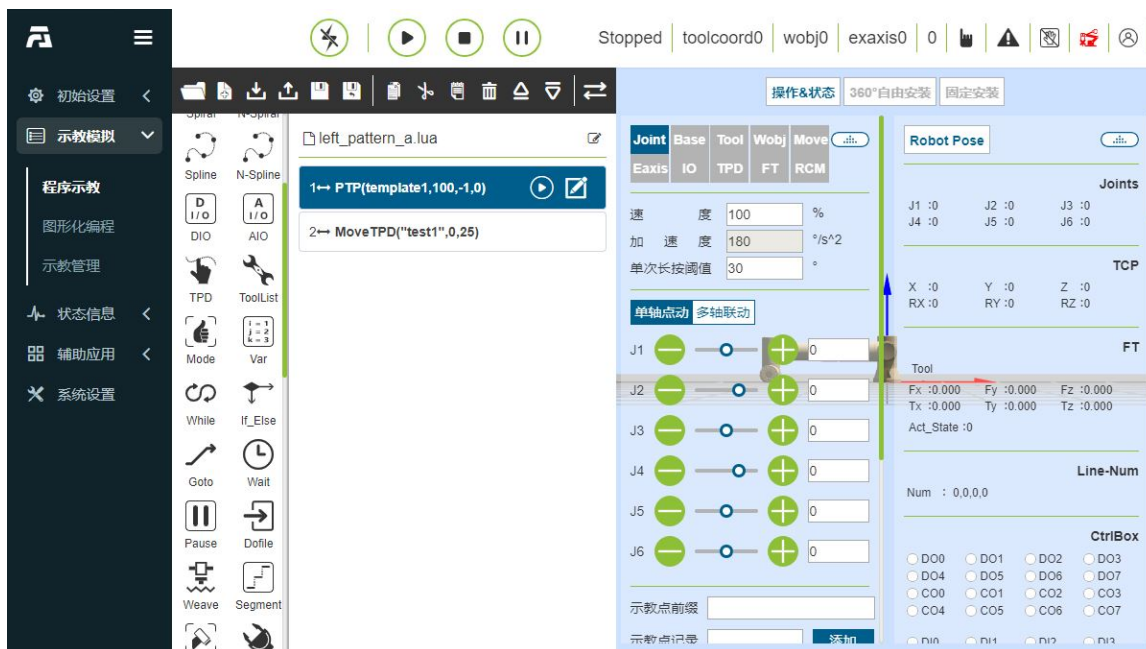 Stopped toolcoord0 wobj0 exaxis0 0
初始设置
示教模拟
程序示教
图形化编程
示教管理
状态信息
辅助应用
系统设置
Spiral N-Spiral
Spline N-Spline
D I/O A I/O
DIO AIO
TPD ToolList
i = 1
j = 2
k = 3
Mode Var
While If_Else
Goto Wait
Pause Dofile
Weave Segment
left_pattern_a.lua
1 PTP(template1,100,-1,0)
2 MoveTPD("test1",0,25)
操作&状态 360°自由安装 固定安装
Joint Base Tool Wobj Move
Eaxis IO TPD FT RCM
速 度 100 %
加 速 度 180 °/s^2
单次长按阈值 30 °
单轴点动 多轴联动
J1 0
J2 0
J3 0
J4 0
J5 0
J6 0
示教点前缀
示教点记录 添加
Robot Pose
Joints
J1 :0 J2 :0 J3 :0
J4 :0 J5 :0 J6 :0
TCP
X :0 Y :0 Z :0
RX :0 RY :0 RZ :0
FT
Tool
Fx :0.000 Fy :0.000 Fz :0.000
Tx :0.000 Ty :0.000 Tz :0.000
Act_State :0
Line-Num
Num : 0,0,0,0
CtrlBox
DO0 DO1 DO2 DO3
DO4 DO5 DO6 DO7
CO0 CO1 CO2 CO3
CO4 CO5 CO6 CO7
DI0 DI1 DI2 DI3